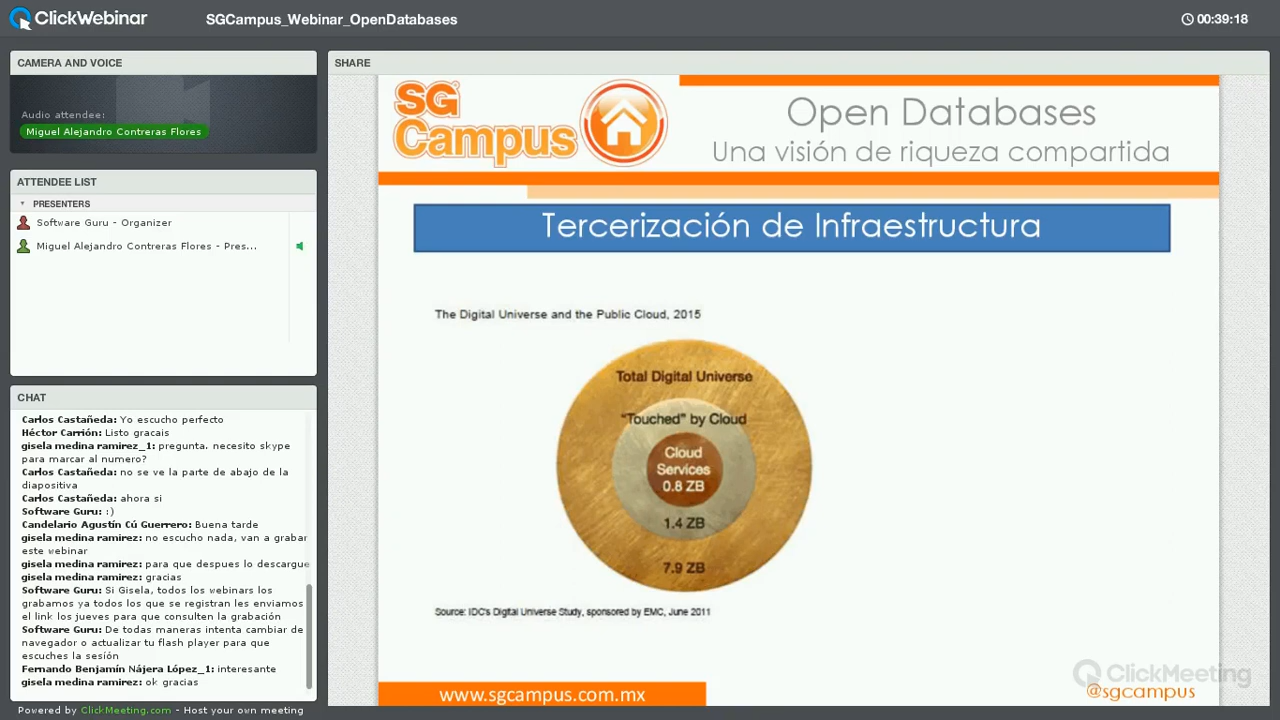 ClickWebinar
SGCampus_Webinar_OpenDatabases
00:39:18
CAMERA AND VOICE
Audio attendee:
Miguel Alejandro Contreras Flores
ATTENDEE LIST
PRESENTERS
Software Guru - Organizer
Miguel Alejandro Contreras Flores - Pres...
CHAT
Carlos Castañeda: Yo escucho perfecto
Héctor Carrión: Listo gracais
gisela medina ramirez_1: pregunta. necesito skype
para marcar al numero?
Carlos Castañeda: no se ve la parte de abajo de la
diapositiva
Carlos Castañeda: ahora si
Software Guru: :)
Candelario Agustín Cú Guerrero: Buena tarde
gisela medina ramirez: no escucho nada, van a grabar
este webinar
gisela medina ramirez: para que despues lo descargue
gisela medina ramirez: gracias
Software Guru: Si Gisela, todos los webinars los
grabamos ya todos los que se registran les enviamos
el link los jueves para que consulten la grabación
Software Guru: De todas maneras intenta cambiar de
navegador o actualizar tu flash player para que
escuches la sesión
Fernando Benjamín Nájera López_1: interesante
gisela medina ramirez: ok gracias
Powered by ClickMeeting.com - Host your own meeting
SHARE
SG
Campus
Open Databases
Una visión de riqueza compartida
Tercerización de Infraestructura
The Digital Universe and the Public Cloud, 2015
Total Digital Universe
"Touched" by Cloud
Cloud
Services
0.8 ZB
1.4 ZB
7.9 ZB
Source: IDC's Digital Universe Study, sponsored by EMC, June 2011
www.sgcampus.com.mx
ClickMeeting
@sgcampus